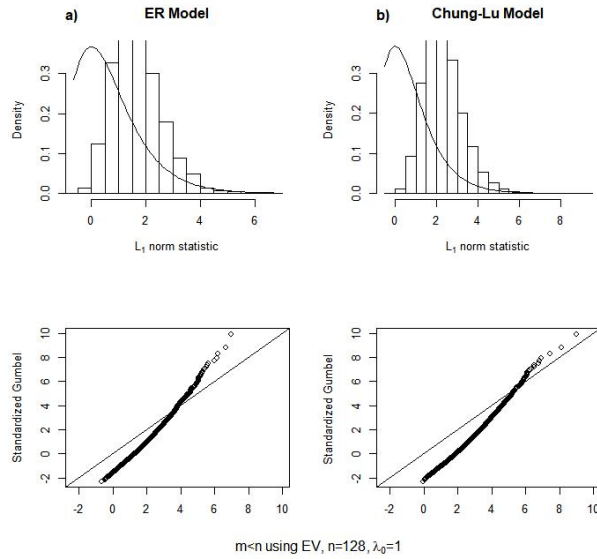 a) ER Model
b) Chung-Lu Model
Density
0.0 0.1 0.2 0.3
0 2 4 6
L₁ norm statistic
Density
0.0 0.1 0.2 0.3
0 2 4 6 8
L₁ norm statistic
Standardized Gumbel
-2 0 2 4 6 8 10
-2 0 2 4 6 8 10
Standardized Gumbel
-2 0 2 4 6 8 10
-2 0 2 4 6 8 10
m<n using EV, n=128, λ₀=1